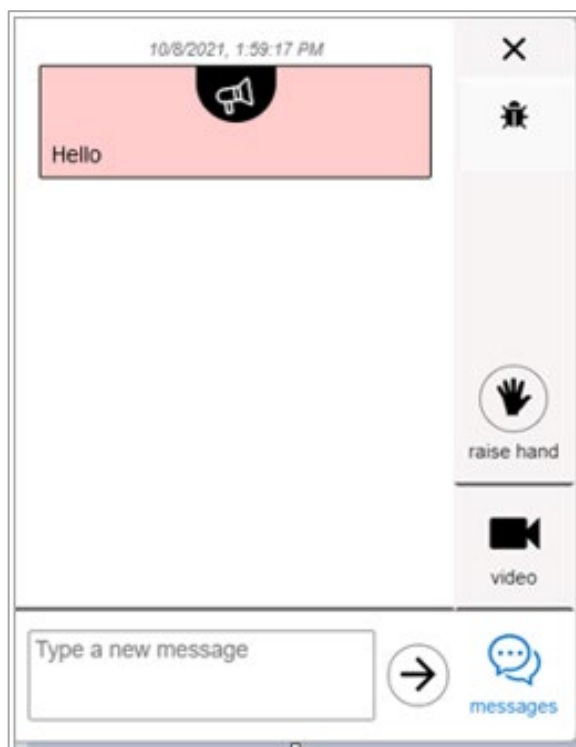 10/8/2021, 1:59:17 PM
Hello
raise hand
video
Type a new message
messages